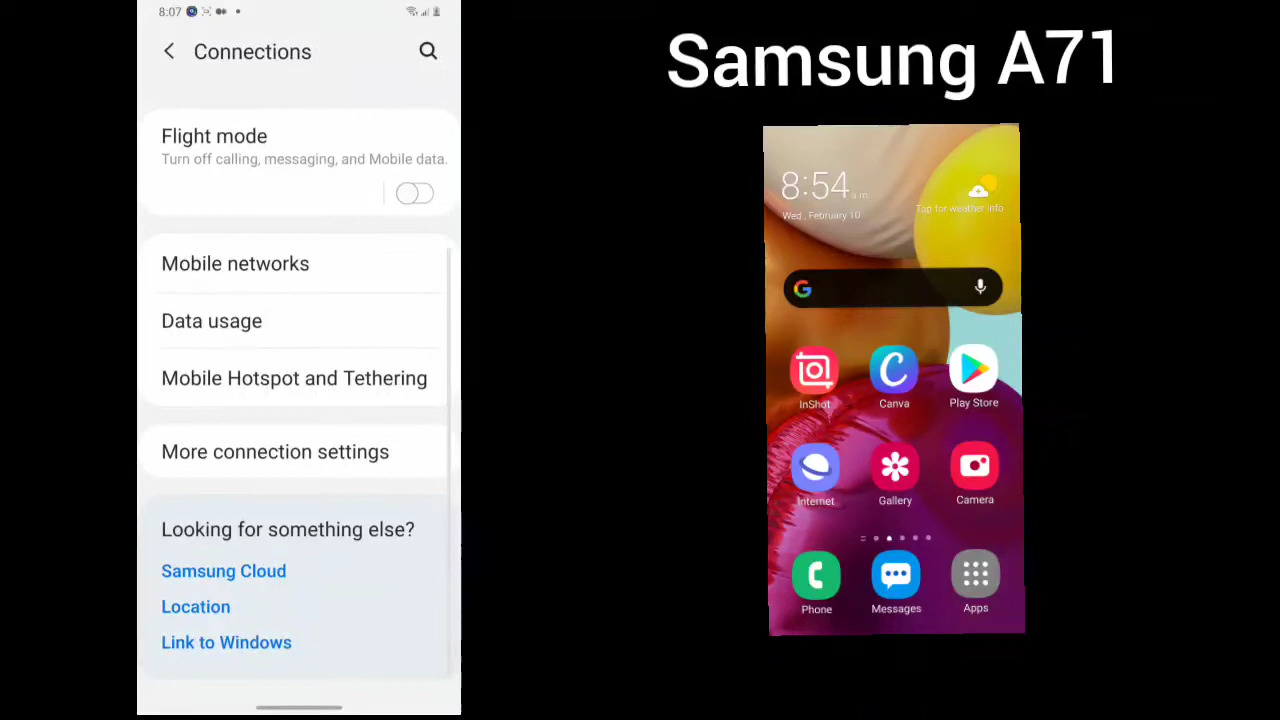 8:07
Connections
Flight mode
Turn off calling, messaging, and Mobile data.
Mobile networks
Data usage
Mobile Hotspot and Tethering
More connection settings
Looking for something else?
Samsung Cloud
Location
Link to Windows
Samsung A71
8:54 a.m.
Wed, February 10
Tap for weather info
InShot
Canva
Play Store
Internet
Gallery
Camera
Phone
Messages
Apps